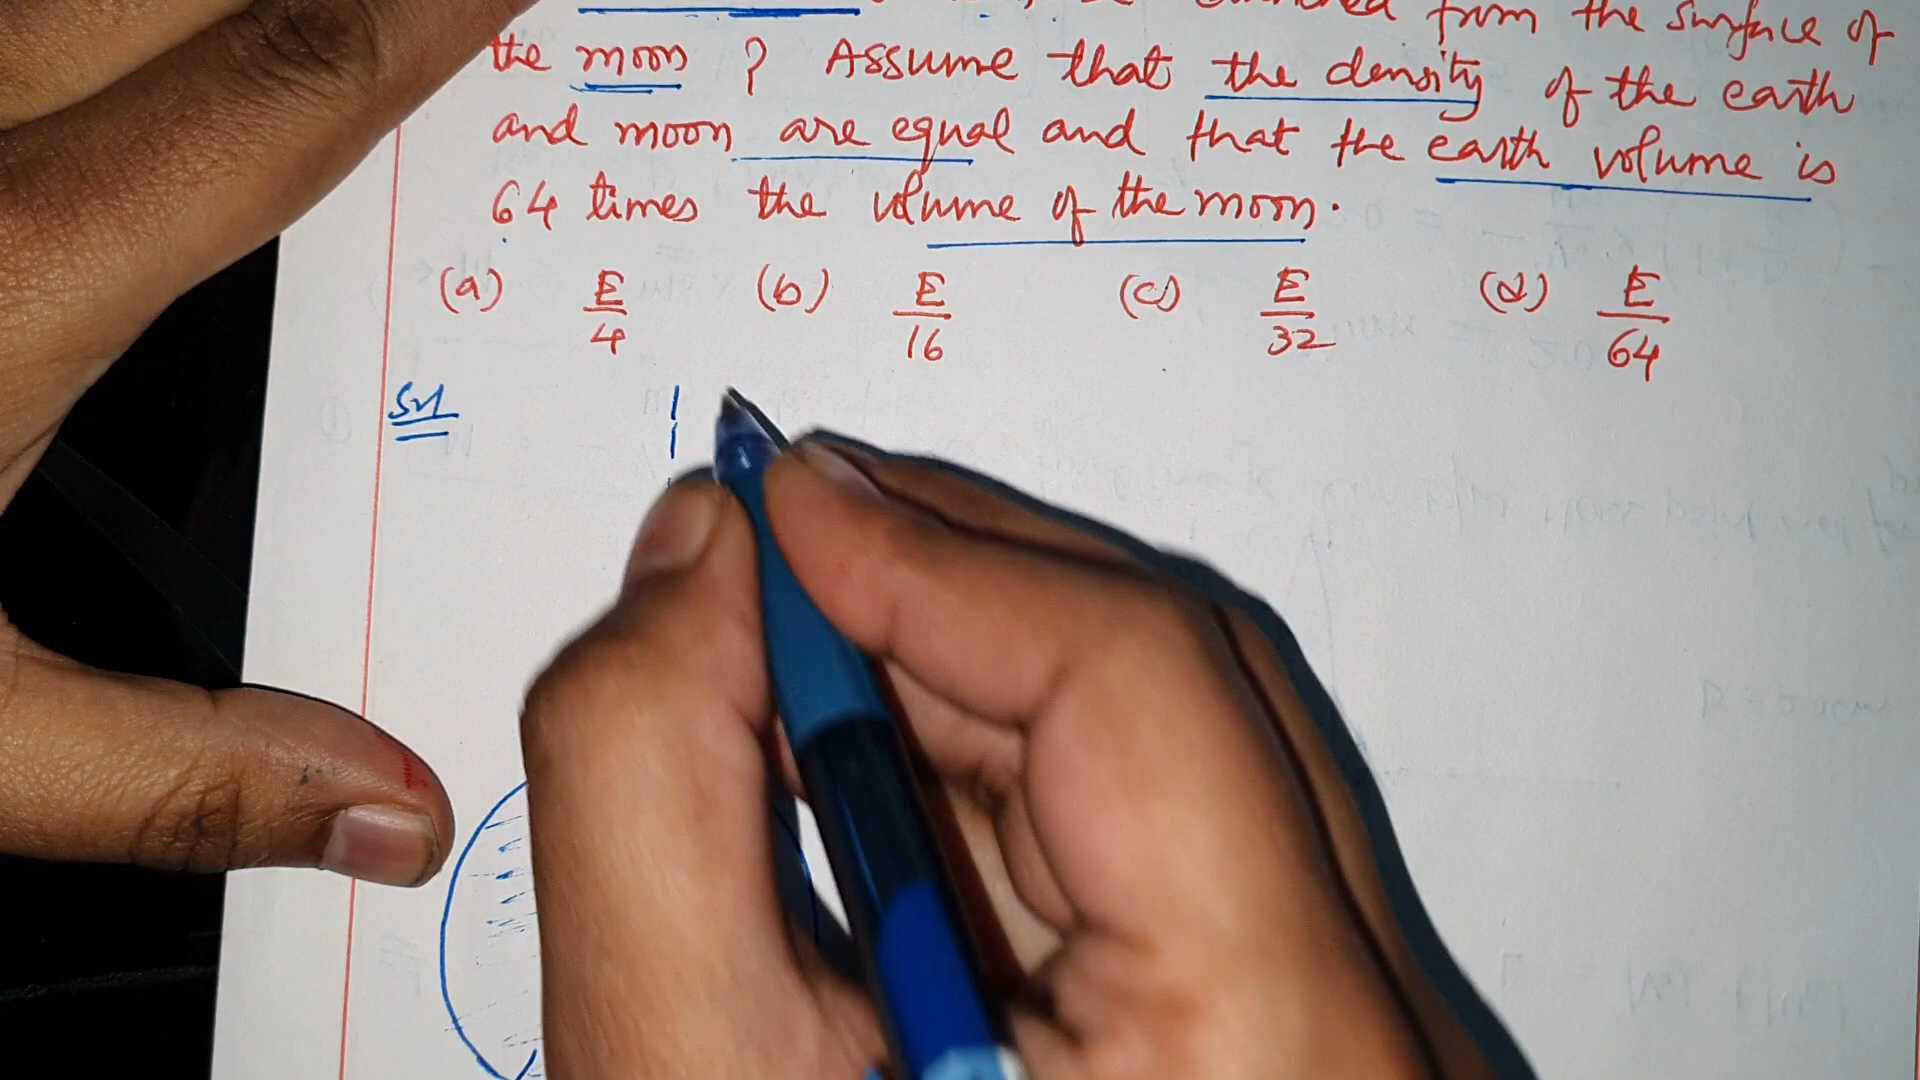 from the surface of
the moon ? Assume that the density of the earth
and moon are equal and that the earth volume is
64 times the volume of the moon.
(a) E/4 (b) E/16 (c) E/32 (d) E/64
Sol